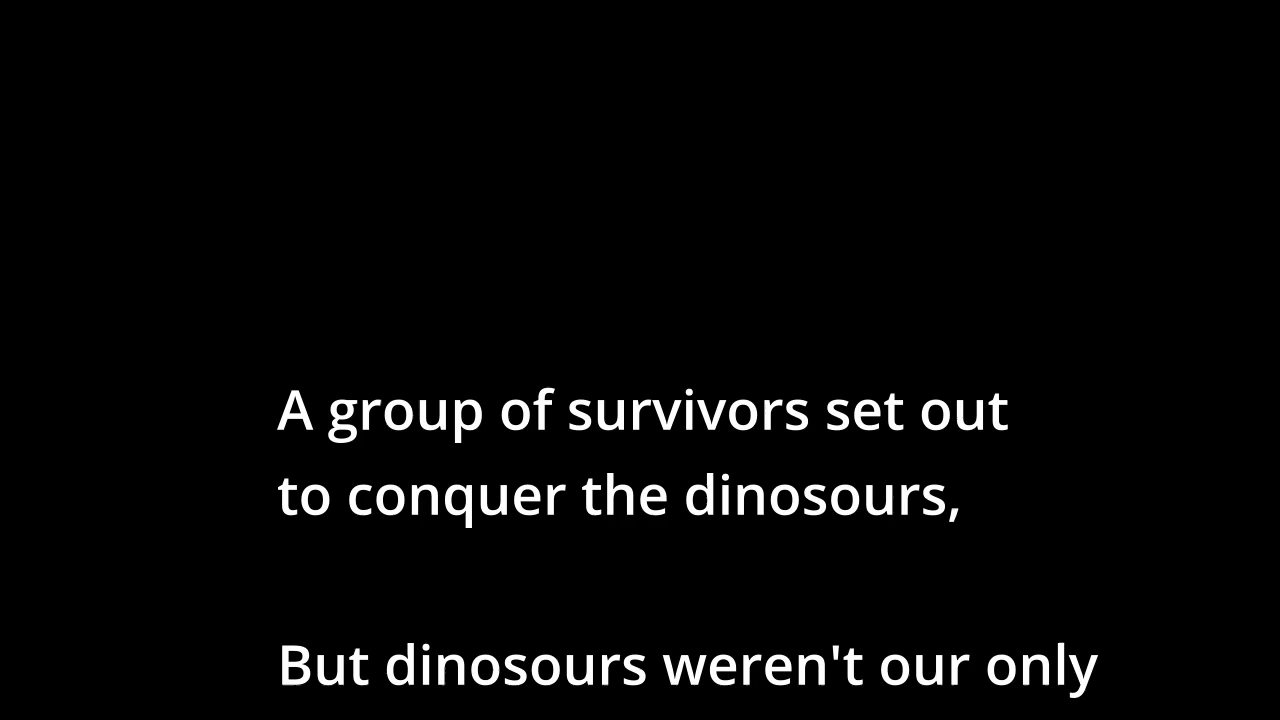 A group of survivors set out
to conquer the dinosours,
But dinosours weren't our only